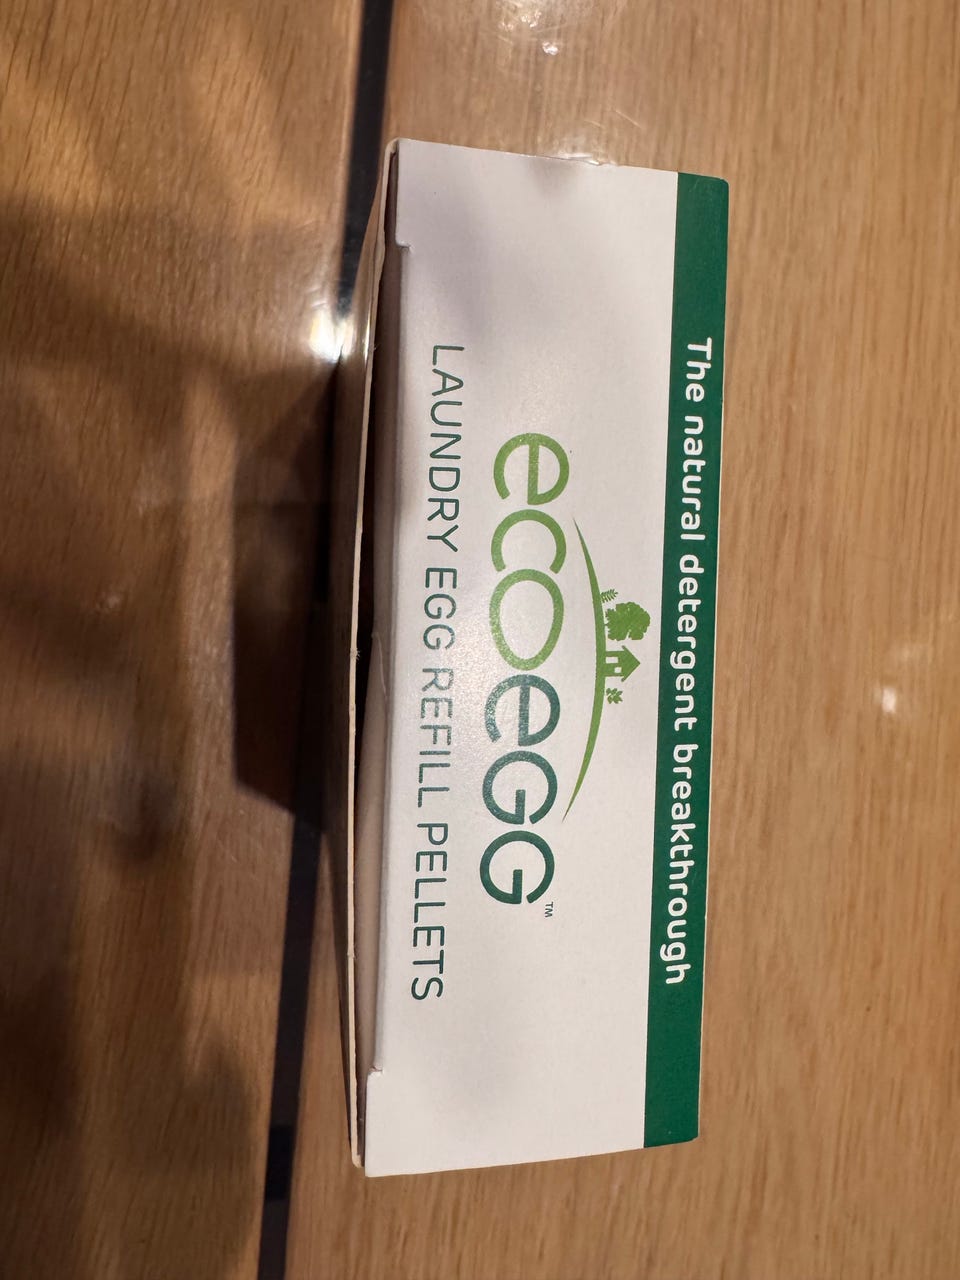 The natural detergent breakthrough
ecoegg™
LAUNDRY EGG REFILL PELLETS